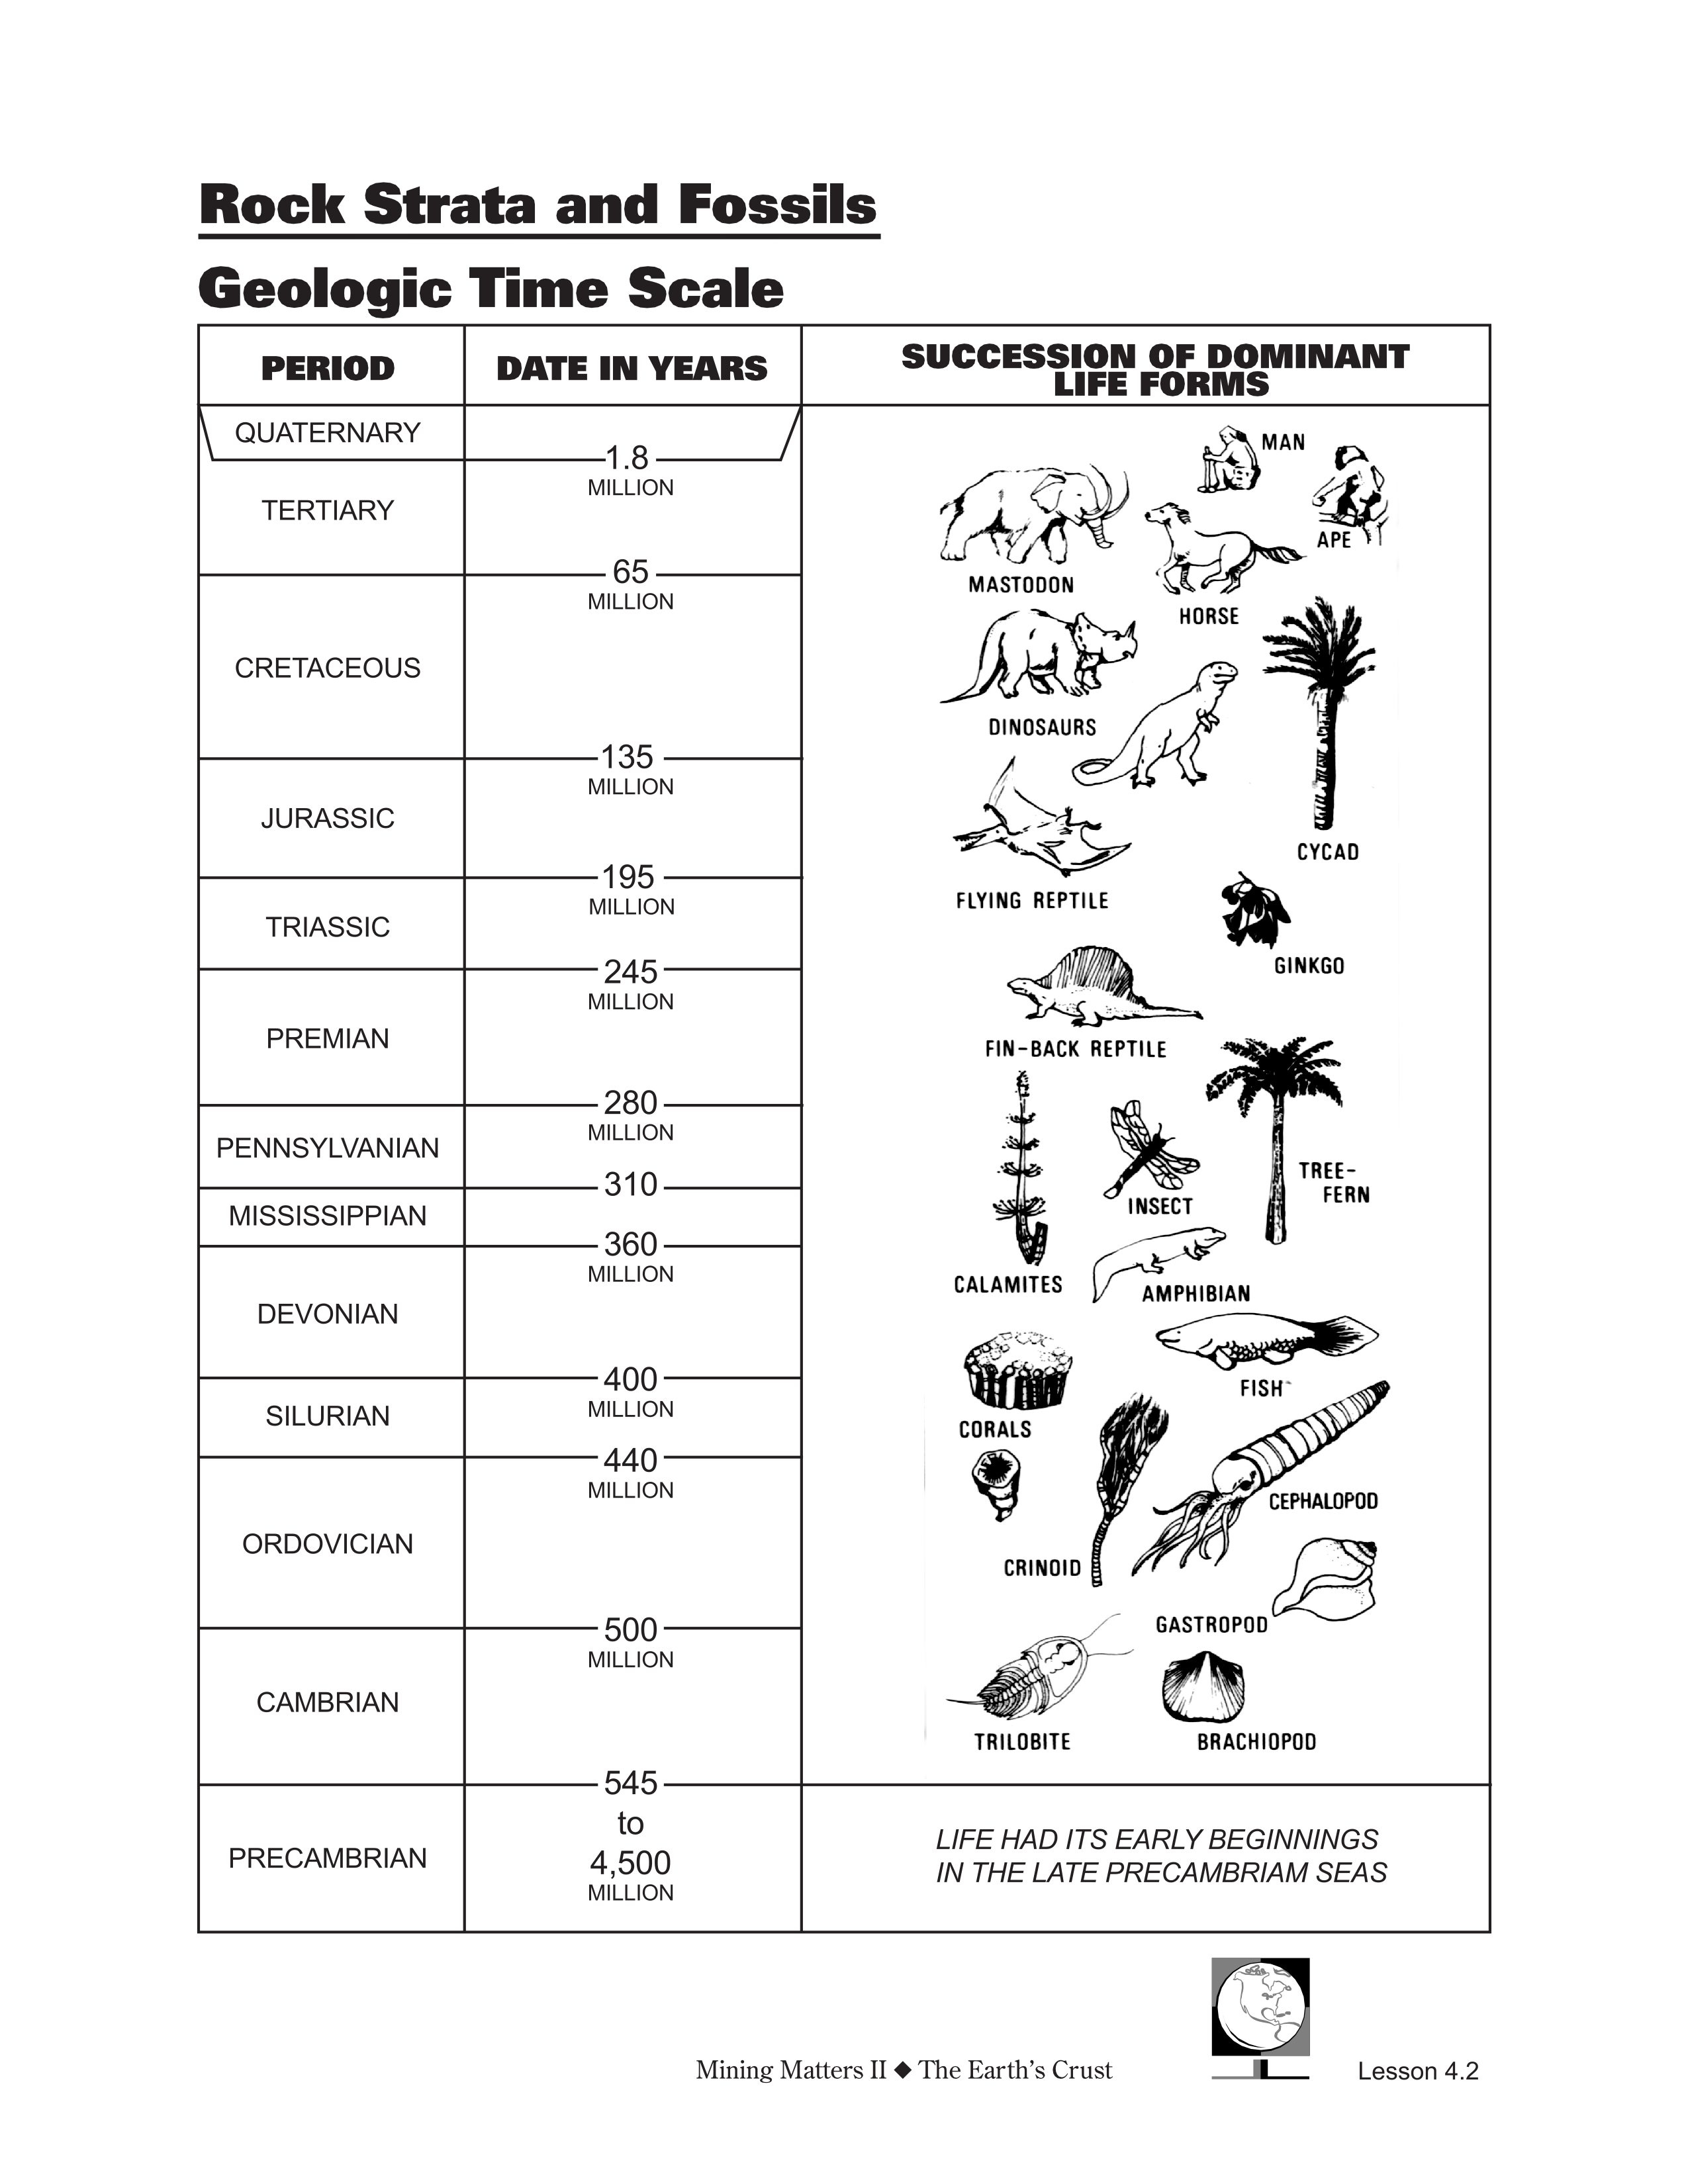 Rock Strata and Fossils
Geologic Time Scale
PERIOD
DATE IN YEARS
SUCCESSION OF DOMINANT
LIFE FORMS
QUATERNARY
1.8
MILLION
TERTIARY
65
MILLION
CRETACEOUS
135
MILLION
JURASSIC
195
MILLION
TRIASSIC
245
MILLION
PREMIAN
280
MILLION
PENNSYLVANIAN
310
MISSISSIPPIAN
360
MILLION
DEVONIAN
400
MILLION
SILURIAN
440
MILLION
ORDOVICIAN
500
MILLION
CAMBRIAN
545
to
4,500
MILLION
PRECAMBRIAN
MAN
APE
MASTODON
HORSE
DINOSAURS
CYCAD
FLYING REPTILE
GINKGO
FIN-BACK REPTILE
TREE-
FERN
INSECT
CALAMITES
AMPHIBIAN
FISH
CORALS
CEPHALOPOD
CRINOID
GASTROPOD
TRILOBITE
BRACHIOPOD
LIFE HAD ITS EARLY BEGINNINGS
IN THE LATE PRECAMBRIAM SEAS
Mining Matters II ◆ The Earth's Crust
Lesson 4.2